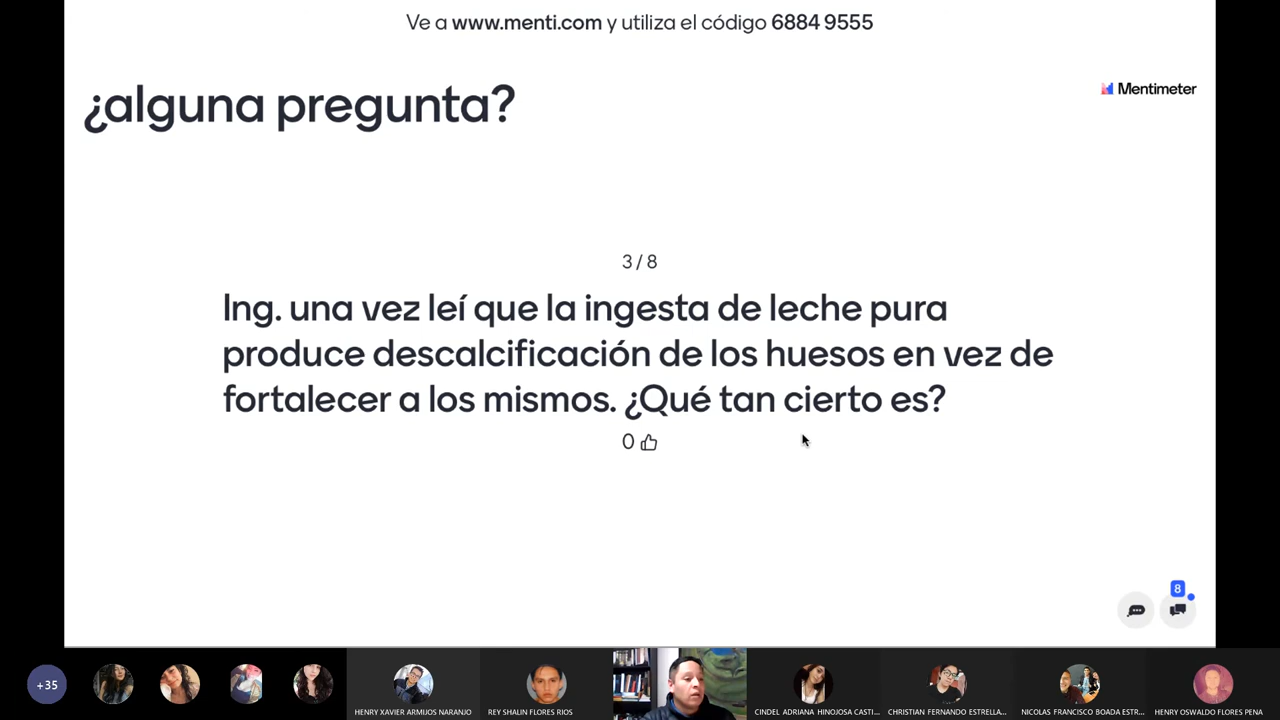 Ve a www.menti.com y utiliza el código 6884 9555
¿alguna pregunta?
Mentimeter
3 / 8
Ing. una vez leí que la ingesta de leche pura
produce descalcificación de los huesos en vez de
fortalecer a los mismos. ¿Qué tan cierto es?
0
8
+35
HENRY XAVIER ARMIJOS NARANJO
REY SHALIN FLORES RIOS
CINDEL ADRIANA HINOJOSA CASTI...
CHRISTIAN FERNANDO ESTRELLA...
NICOLAS FRANCISCO BOADA ESTR...
HENRY OSWALDO FLORES PENA